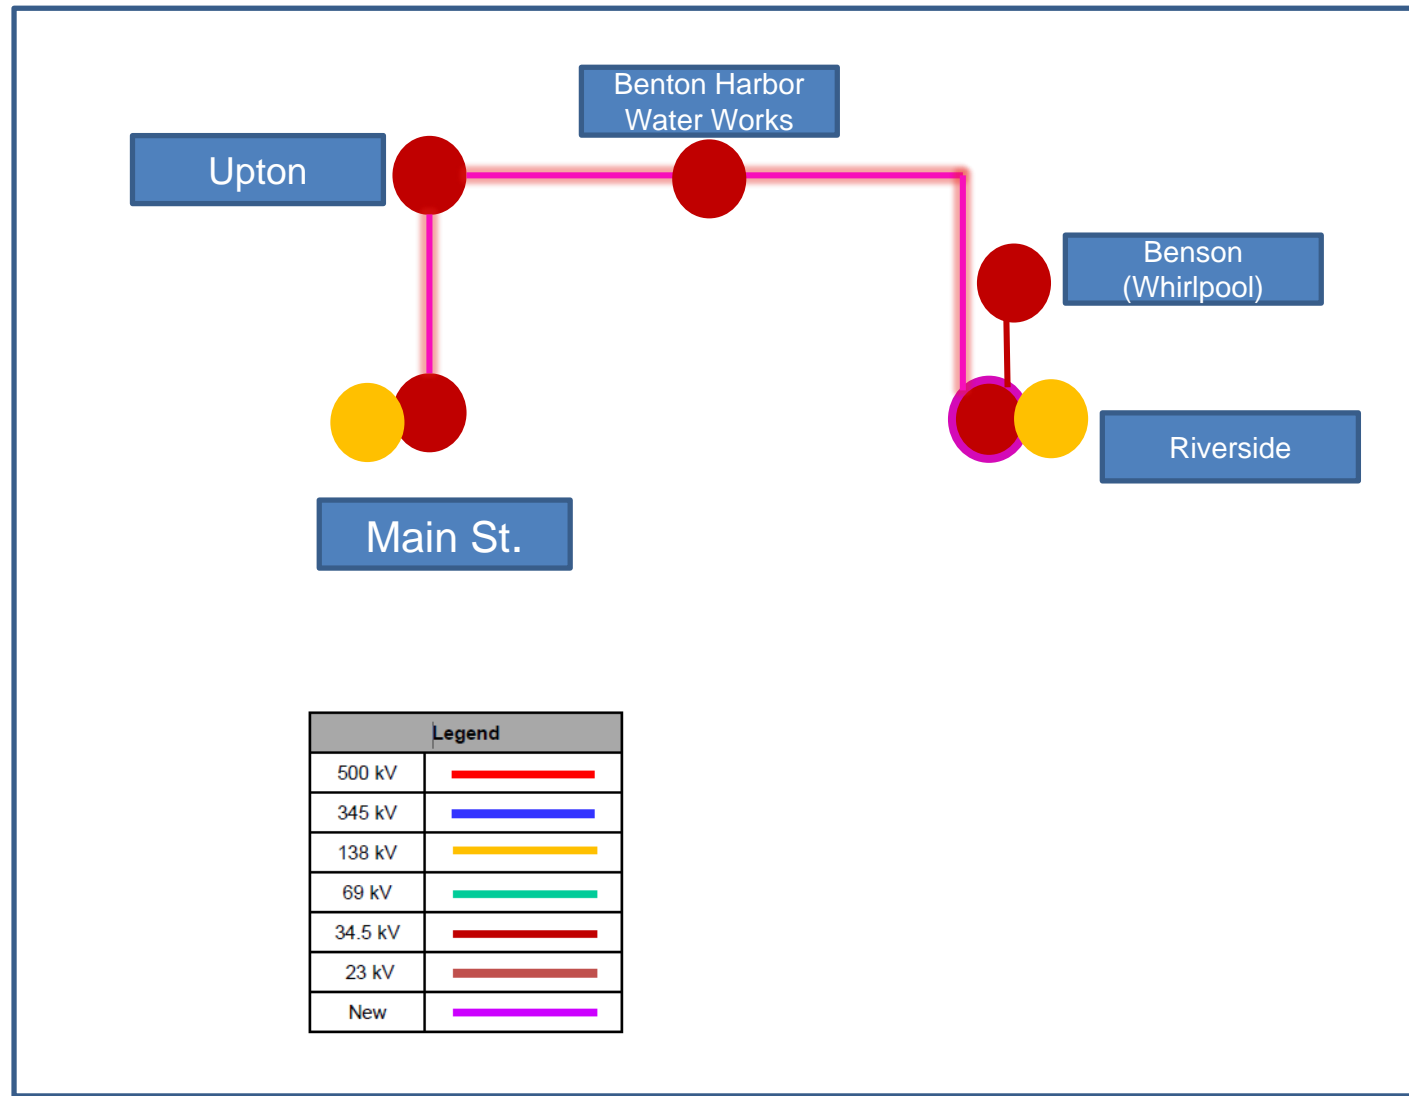 Benton Harbor
Water Works
Upton
Benson
(Whirlpool)
Riverside
Main St.
Legend
500 kV
345 kV
138 kV
69 kV
34.5 kV
23 kV
New